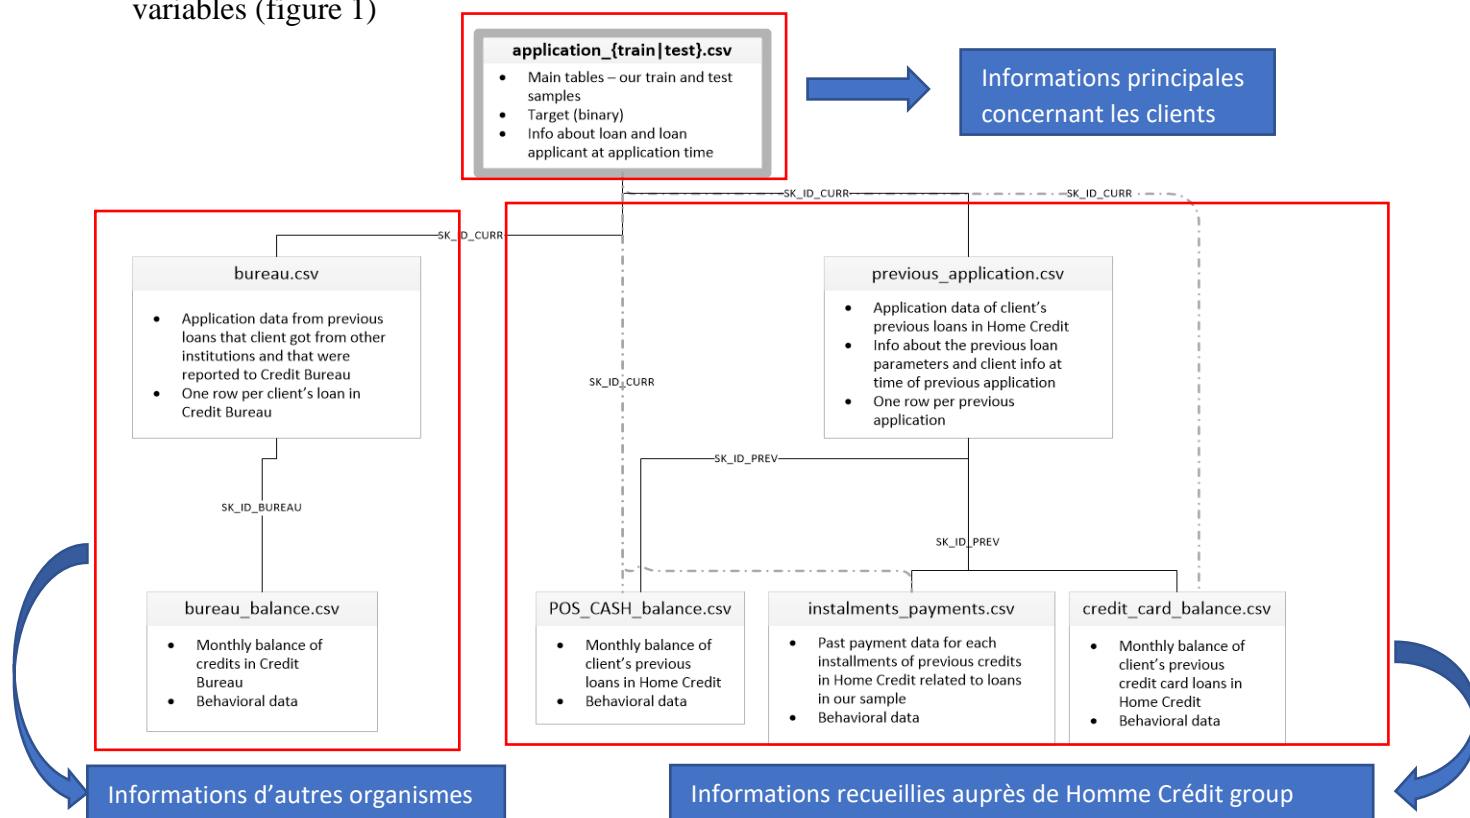 variables (figure 1)
application_{train|test}.csv
• Main tables – our train and test
samples
• Target (binary)
• Info about loan and loan
applicant at application time
Informations principales
concernant les clients
SK_ID_CURR
SK_ID_CURR
SK_ID_CURR
bureau.csv
• Application data from previous
loans that client got from other
institutions and that were
reported to Credit Bureau
• One row per client's loan in
Credit Bureau
previous_application.csv
• Application data of client's
previous loans in Home Credit
• Info about the previous loan
parameters and client info at
time of previous application
• One row per previous
application
SK_ID_CURR
SK_ID_PREV
SK_ID_BUREAU
SK_ID_PREV
bureau_balance.csv
• Monthly balance of
credits in Credit
Bureau
• Behavioral data
POS_CASH_balance.csv
• Monthly balance of
client's previous
loans in Home Credit
• Behavioral data
instalments_payments.csv
• Past payment data for each
installments of previous credits
in Home Credit related to loans
in our sample
• Behavioral data
credit_card_balance.csv
• Monthly balance of
client's previous
credit card loans in
Home Credit
• Behavioral data
Informations d'autres organismes
Informations recueillies auprès de Homme Crédit group